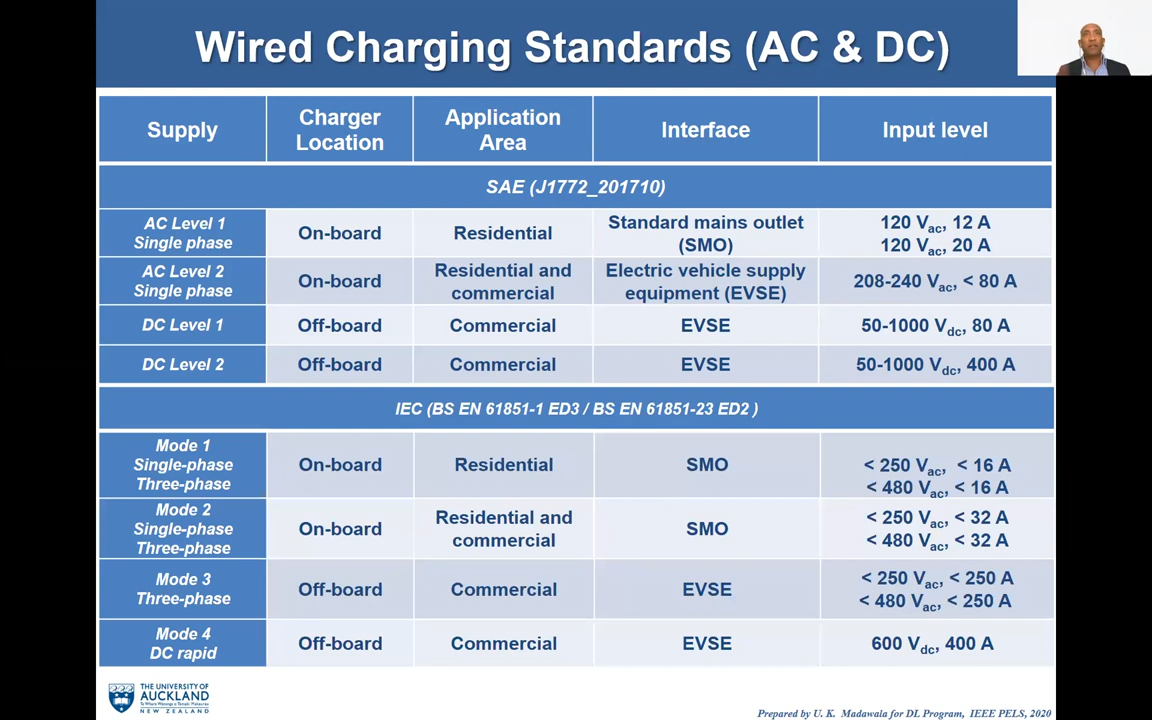 Wired Charging Standards (AC & DC)
Supply
Charger
Location
Application
Area
Interface
Input level
SAE (J1772_201710)
AC Level 1
Single phase
On-board
Residential
Standard mains outlet
(SMO)
120 Vac, 12 A
120 Vac, 20 A
AC Level 2
Single phase
On-board
Residential and
commercial
Electric vehicle supply
equipment (EVSE)
208-240 Vac, < 80 A
DC Level 1
Off-board
Commercial
EVSE
50-1000 Vdc, 80 A
DC Level 2
Off-board
Commercial
EVSE
50-1000 Vdc, 400 A
IEC (BS EN 61851-1 ED3 / BS EN 61851-23 ED2 )
Mode 1
Single-phase
Three-phase
On-board
Residential
SMO
< 250 Vac, < 16 A
< 480 Vac, < 16 A
Mode 2
Single-phase
Three-phase
On-board
Residential and
commercial
SMO
< 250 Vac, < 32 A
< 480 Vac, < 32 A
Mode 3
Three-phase
Off-board
Commercial
EVSE
< 250 Vac, < 250 A
< 480 Vac, < 250 A
Mode 4
DC rapid
Off-board
Commercial
EVSE
600 Vdc, 400 A
THE UNIVERSITY OF
AUCKLAND
NEW ZEALAND
Prepared by U. K. Madawala for DL Program, IEEE PELS, 2020